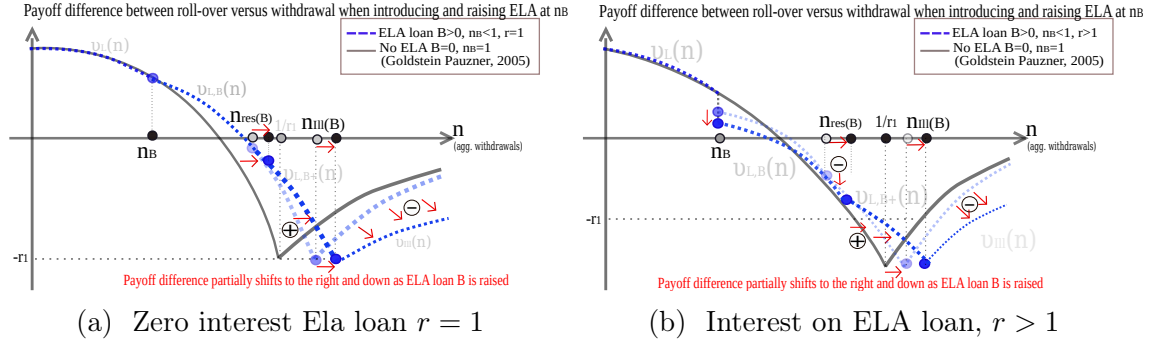 Payoff difference between roll-over versus withdrawal when introducing and raising ELA at nB
ELA loan B>0, nB<1, r=1
No ELA B=0, nB=1
(Goldstein Pauzner, 2005)
υL(n)
υL,B(n)
nres(B)
1/r1
nIII(B)
n
(agg. withdrawals)
nB
υL,B+(n)
+
−
υIII(n)
-r1
Payoff difference partially shifts to the right and down as ELA loan B is raised
(a) Zero interest Ela loan r = 1
Payoff difference between roll-over versus withdrawal when introducing and raising ELA at nB
ELA loan B>0, nB<1, r>1
No ELA B=0, nB=1
(Goldstein Pauzner, 2005)
υL(n)
nres(B)
1/r1
nIII(B)
n
(agg. withdrawals)
nB
υL,B(n)
−
υL,B+(n)
−
-r1
+
υIII(n)
Payoff difference partially shifts to the right and down as ELA loan B is raised
(b) Interest on ELA loan, r > 1